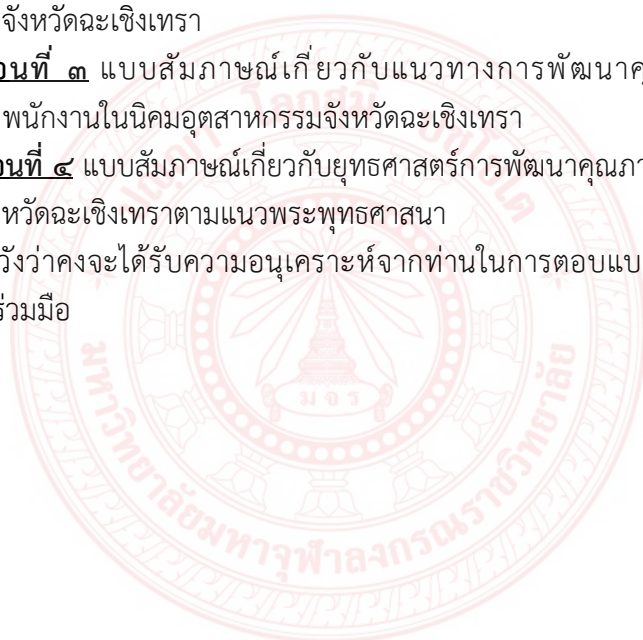 จังหวัดฉะเชิงเทรา
อนที่ ๓ แบบสัมภาษณ์เกี่ยวกับแนวทางการพัฒนาคุ
พนักงานในนิคมอุตสาหกรรมจังหวัดฉะเชิงเทรา
อนที่ ๔ แบบสัมภาษณ์เกี่ยวกับยุทธศาสตร์การพัฒนาคุณภา
หวัดฉะเชิงเทราตามแนวพระพุทธศาสนา
วังว่าคงจะได้รับความอนุเคราะห์จากท่านในการตอบแบ
ร่วมมือ
ม จ ร
มหาวิทยาลัยมหาจุฬาลงกรณราชวิทยาลัย